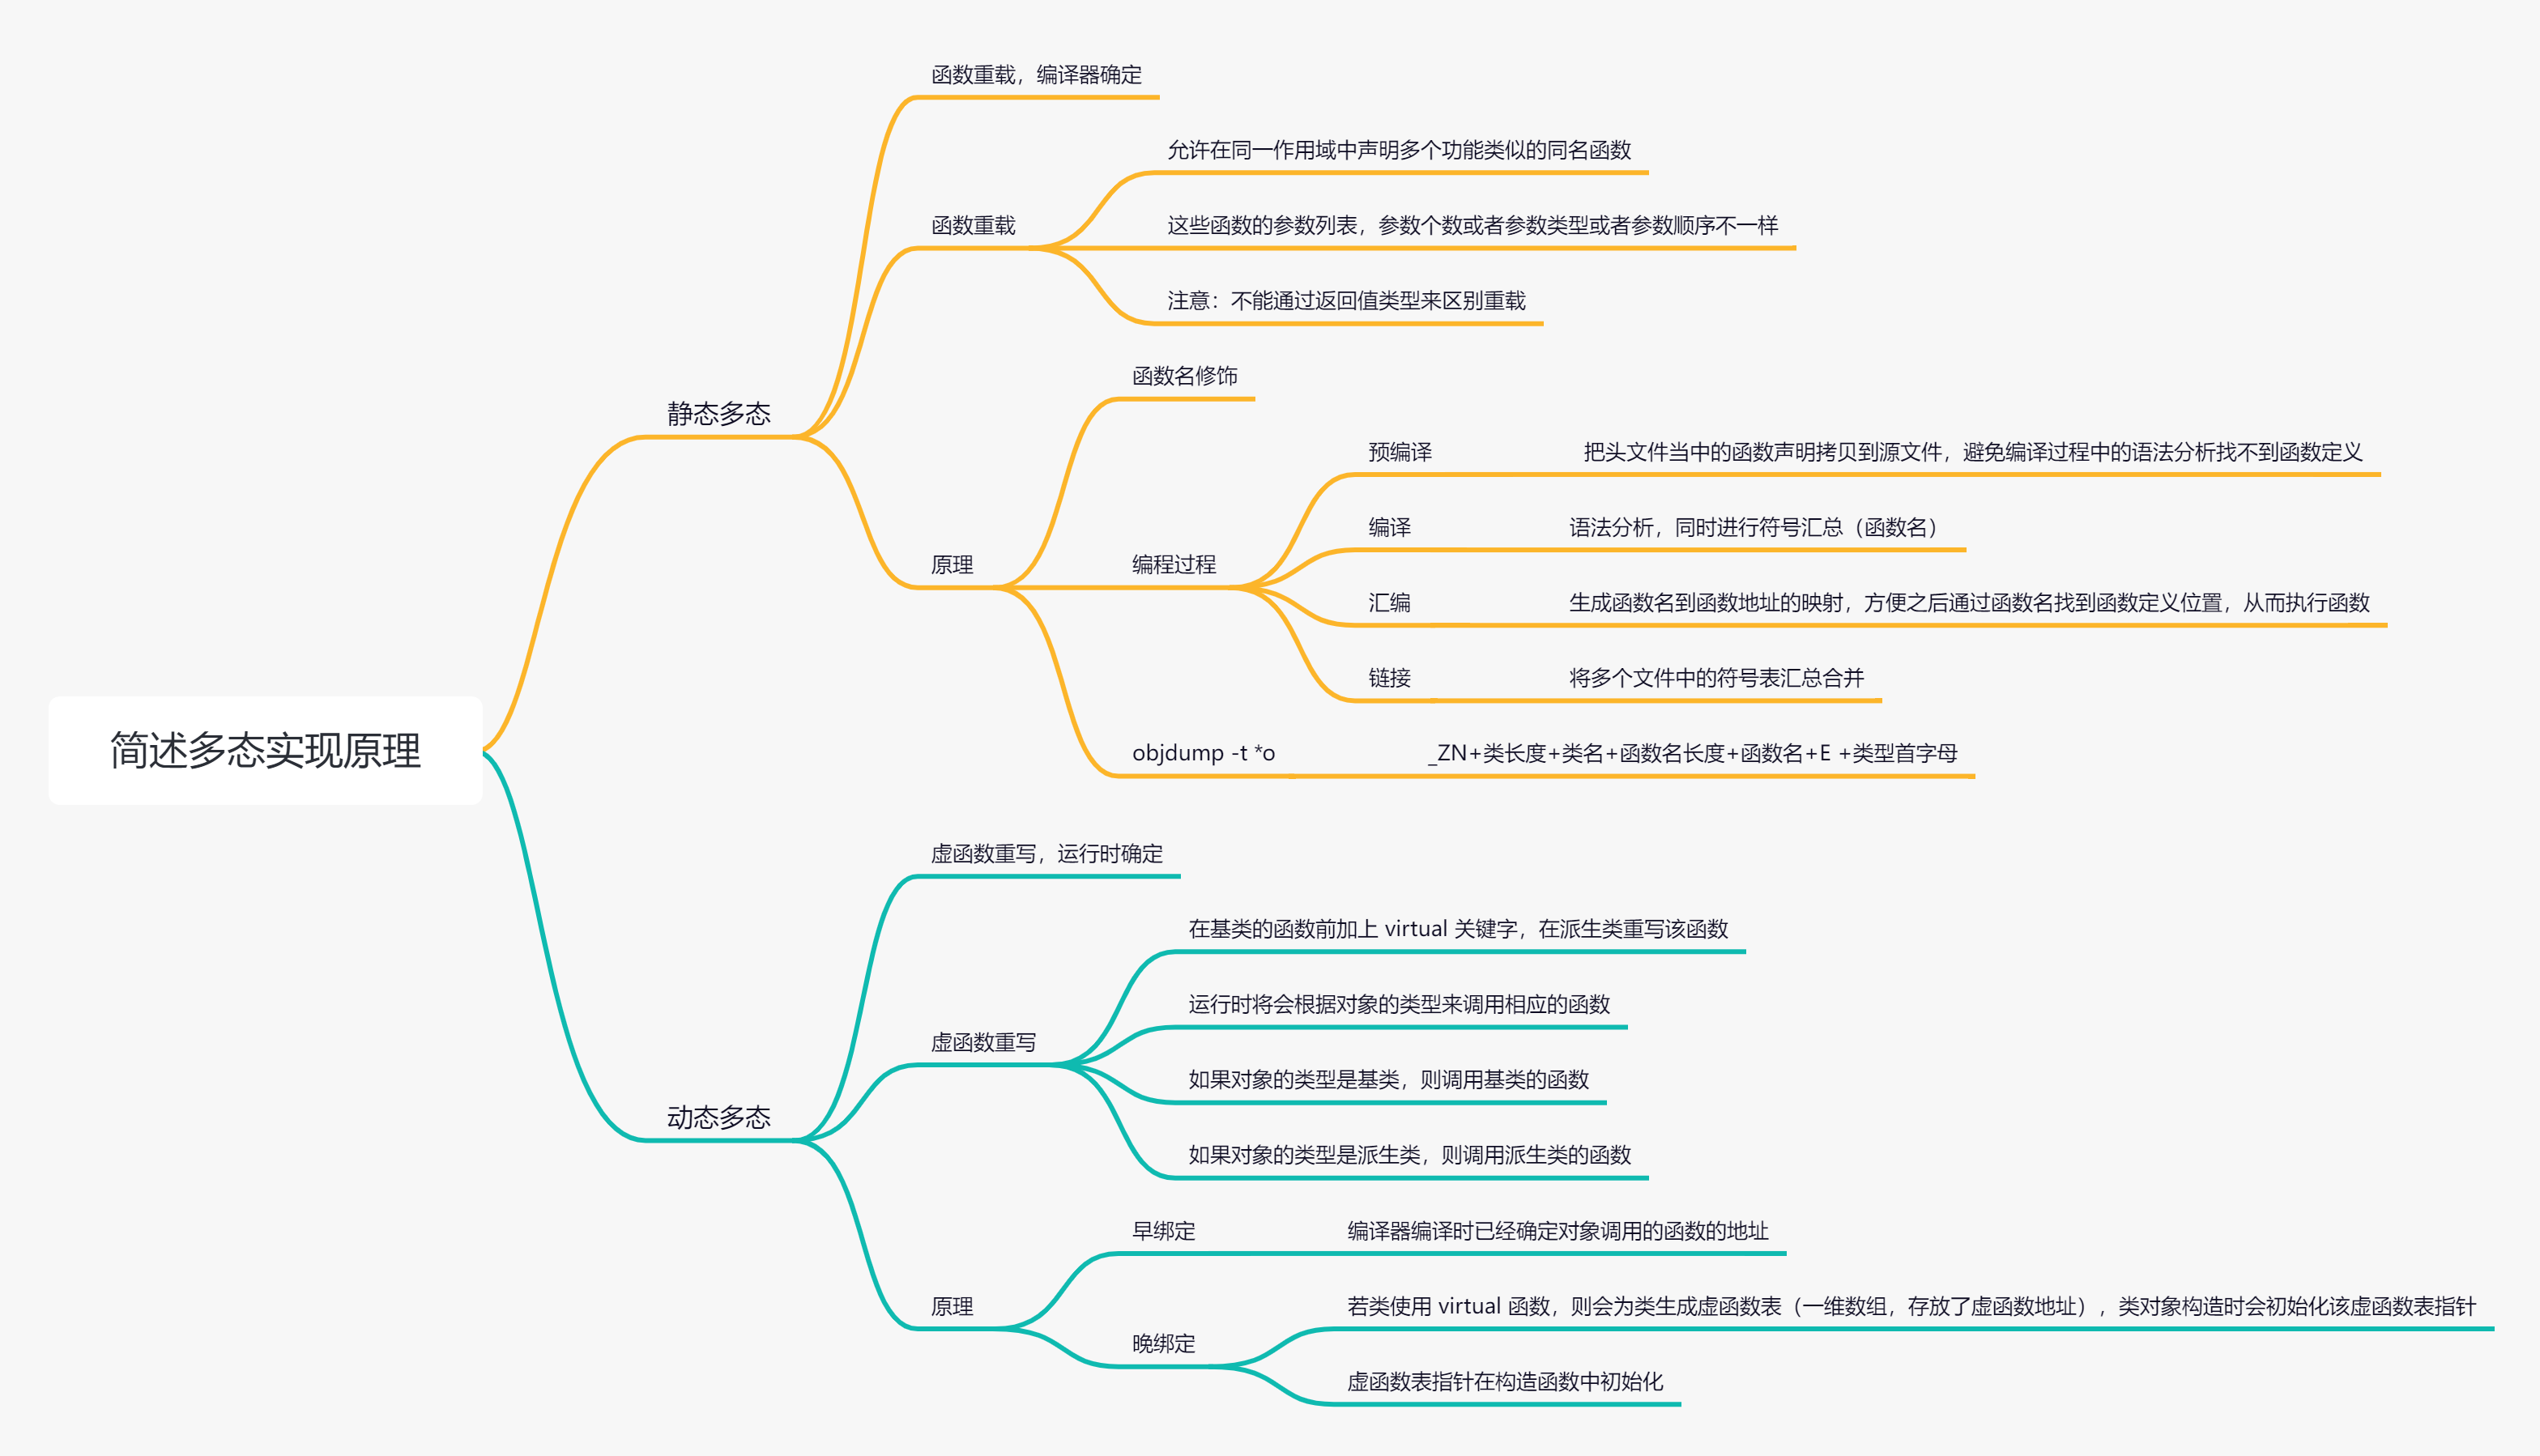 简述多态实现原理
静态多态
函数重载，编译器确定
函数重载
允许在同一作用域中声明多个功能类似的同名函数
这些函数的参数列表，参数个数或者参数类型或者参数顺序不一样
注意：不能通过返回值类型来区别重载
原理
函数名修饰
编程过程
预编译
把头文件当中的函数声明拷贝到源文件，避免编译过程中的语法分析找不到函数定义
编译
语法分析，同时进行符号汇总（函数名）
汇编
生成函数名到函数地址的映射，方便之后通过函数名找到函数定义位置，从而执行函数
链接
将多个文件中的符号表汇总合并
objdump -t *o
_ZN+类长度+类名+函数名长度+函数名+E +类型首字母
动态多态
虚函数重写，运行时确定
虚函数重写
在基类的函数前加上 virtual 关键字，在派生类重写该函数
运行时将会根据对象的类型来调用相应的函数
如果对象的类型是基类，则调用基类的函数
如果对象的类型是派生类，则调用派生类的函数
原理
早绑定
编译器编译时已经确定对象调用的函数的地址
晚绑定
若类使用 virtual 函数，则会为类生成虚函数表（一维数组，存放了虚函数地址），类对象构造时会初始化该虚函数表指针
虚函数表指针在构造函数中初始化